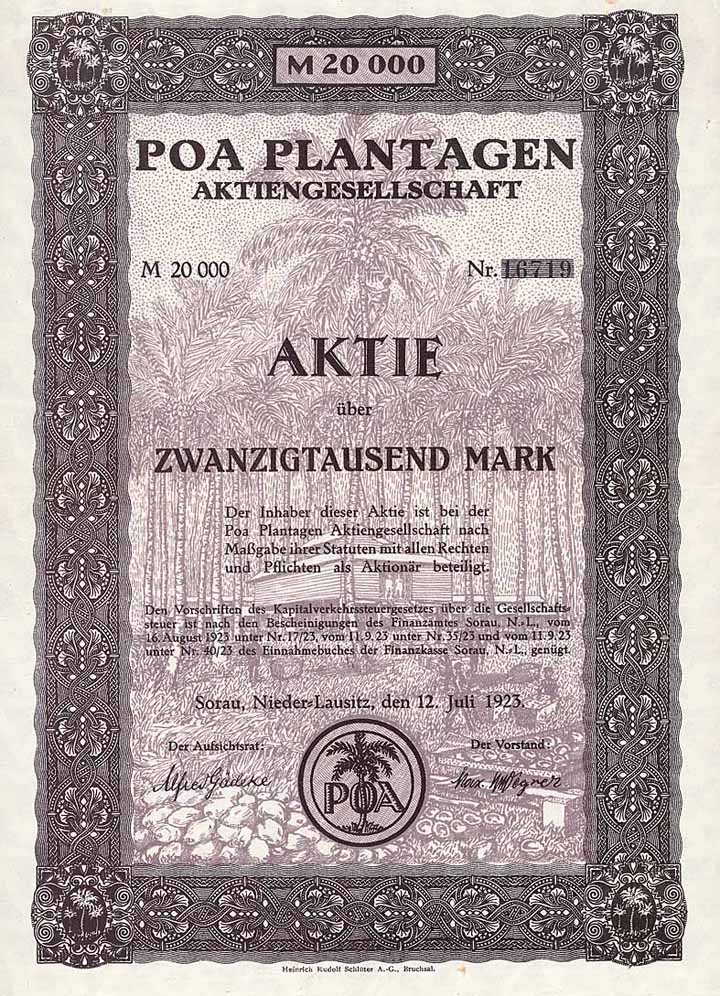 M 20 000
POA PLANTAGEN
AKTIENGESELLSCHAFT
M 20 000 Nr. 16719
AKTIE
über
ZWANZIGTAUSEND MARK
Der Inhaber dieser Aktie ist bei der
Poa Plantagen Aktiengesellschaft nach
Maßgabe ihrer Statuten mit allen Rechten
und Pflichten als Aktionär beteiligt.
Den Vorschriften des Kapitalverkehrssteuergesetzes über die Gesellschafts-
steuer ist nach den Bescheinigungen des Finanzamtes Sorau, N.-L., vom
16. August 1923 unter Nr. 17/23, vom 11.9.23 unter Nr. 35/23 und vom 11.9.23
unter Nr. 40/23 des Einnahmebuches der Finanzkasse Sorau, N.-L., genügt.
Sorau, Nieder-Lausitz, den 12. Juli 1923.
Der Aufsichtsrat: Der Vorstand:
Alfred Gädeke
POA
Heinrich Rudolf Schlüter A.-G., Bruchsal.